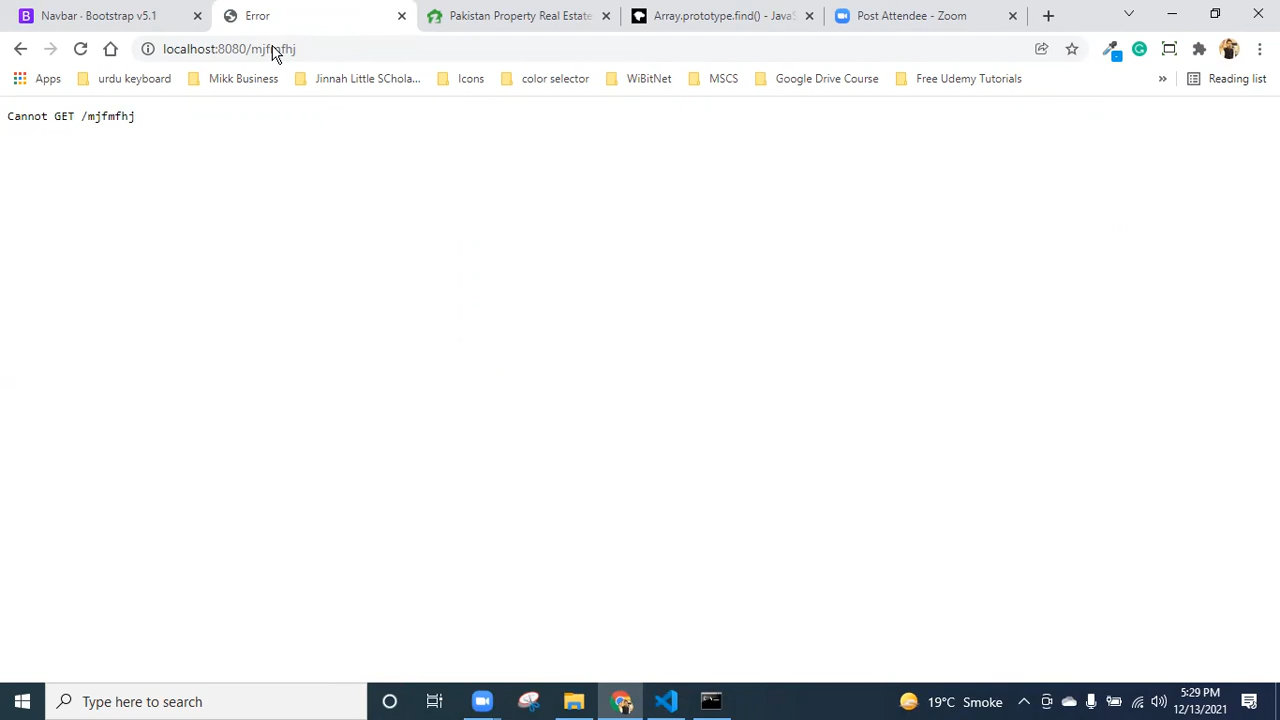 Navbar · Bootstrap v5.1
Error
Pakistan Property Real Estate
Array.prototype.find() - JavaS
Post Attendee - Zoom
localhost:8080/mjfmfhj
Apps
urdu keyboard
Mikk Business
Jinnah Little SChola...
Icons
color selector
WiBitNet
MSCS
Google Drive Course
Free Udemy Tutorials
»
Reading list
Cannot GET /mjfmfhj
Type here to search
19°C Smoke
5:29 PM
12/13/2021